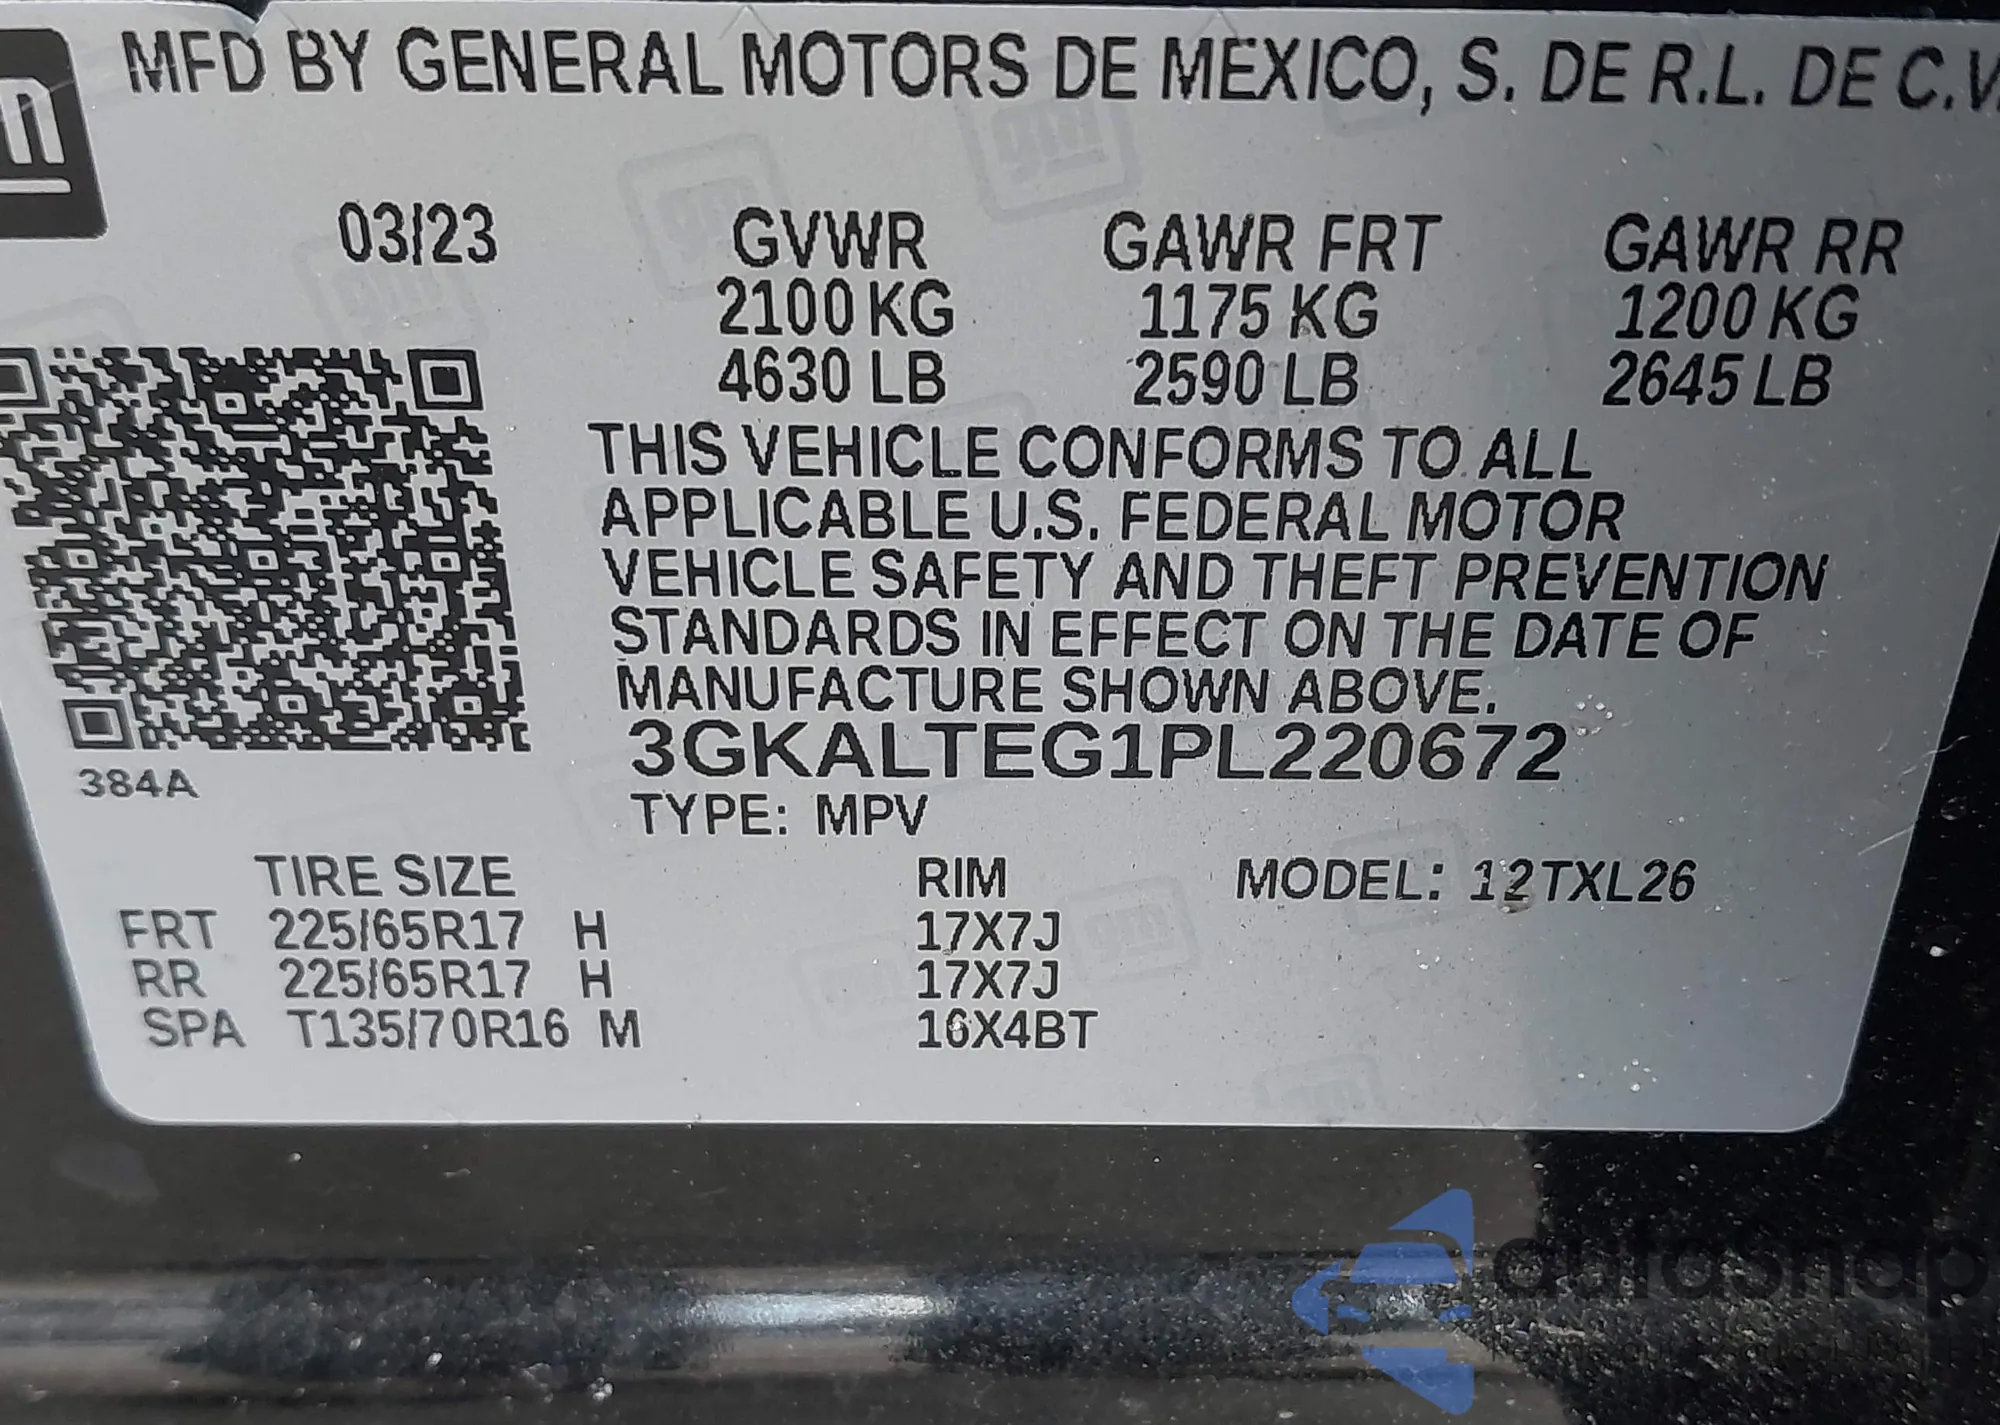 MFD BY GENERAL MOTORS DE MEXICO, S. DE R.L. DE C.V.
03/23 GVWR GAWR FRT GAWR RR
2100 KG 1175 KG 1200 KG
4630 LB 2590 LB 2645 LB
THIS VEHICLE CONFORMS TO ALL
APPLICABLE U.S. FEDERAL MOTOR
VEHICLE SAFETY AND THEFT PREVENTION
STANDARDS IN EFFECT ON THE DATE OF
MANUFACTURE SHOWN ABOVE.
3GKALTEG1PL220672
384A
TYPE: MPV
TIRE SIZE RIM MODEL: 12TXL26
FRT 225/65R17 H 17X7J
RR 225/65R17 H 17X7J
SPA T135/70R16 M 16X4BT
autosnap